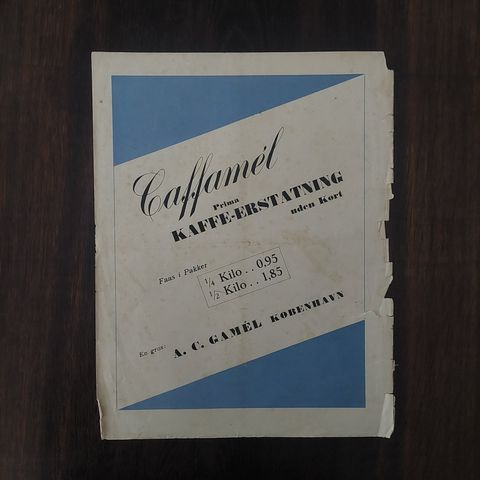 Caffamél
Prima
KAFFE-ERSTATNING
uden Kort
Faas i Pakker
1/4 Kilo . . 0,95
1/2 Kilo . . 1,85
En gros: A. C. GAMÉL KØBENHAVN